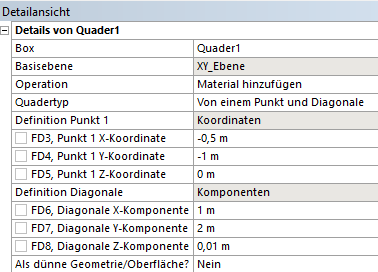 Detailansicht
Details von Quader1
Box Quader1
Basisebene XY_Ebene
Operation Material hinzufügen
Quadertyp Von einem Punkt und Diagonale
Definition Punkt 1 Koordinaten
FD3, Punkt 1 X-Koordinate -0,5 m
FD4, Punkt 1 Y-Koordinate -1 m
FD5, Punkt 1 Z-Koordinate 0 m
Definition Diagonale Komponenten
FD6, Diagonale X-Komponente 1 m
FD7, Diagonale Y-Komponente 2 m
FD8, Diagonale Z-Komponente 0,01 m
Als dünne Geometrie/Oberfläche? Nein